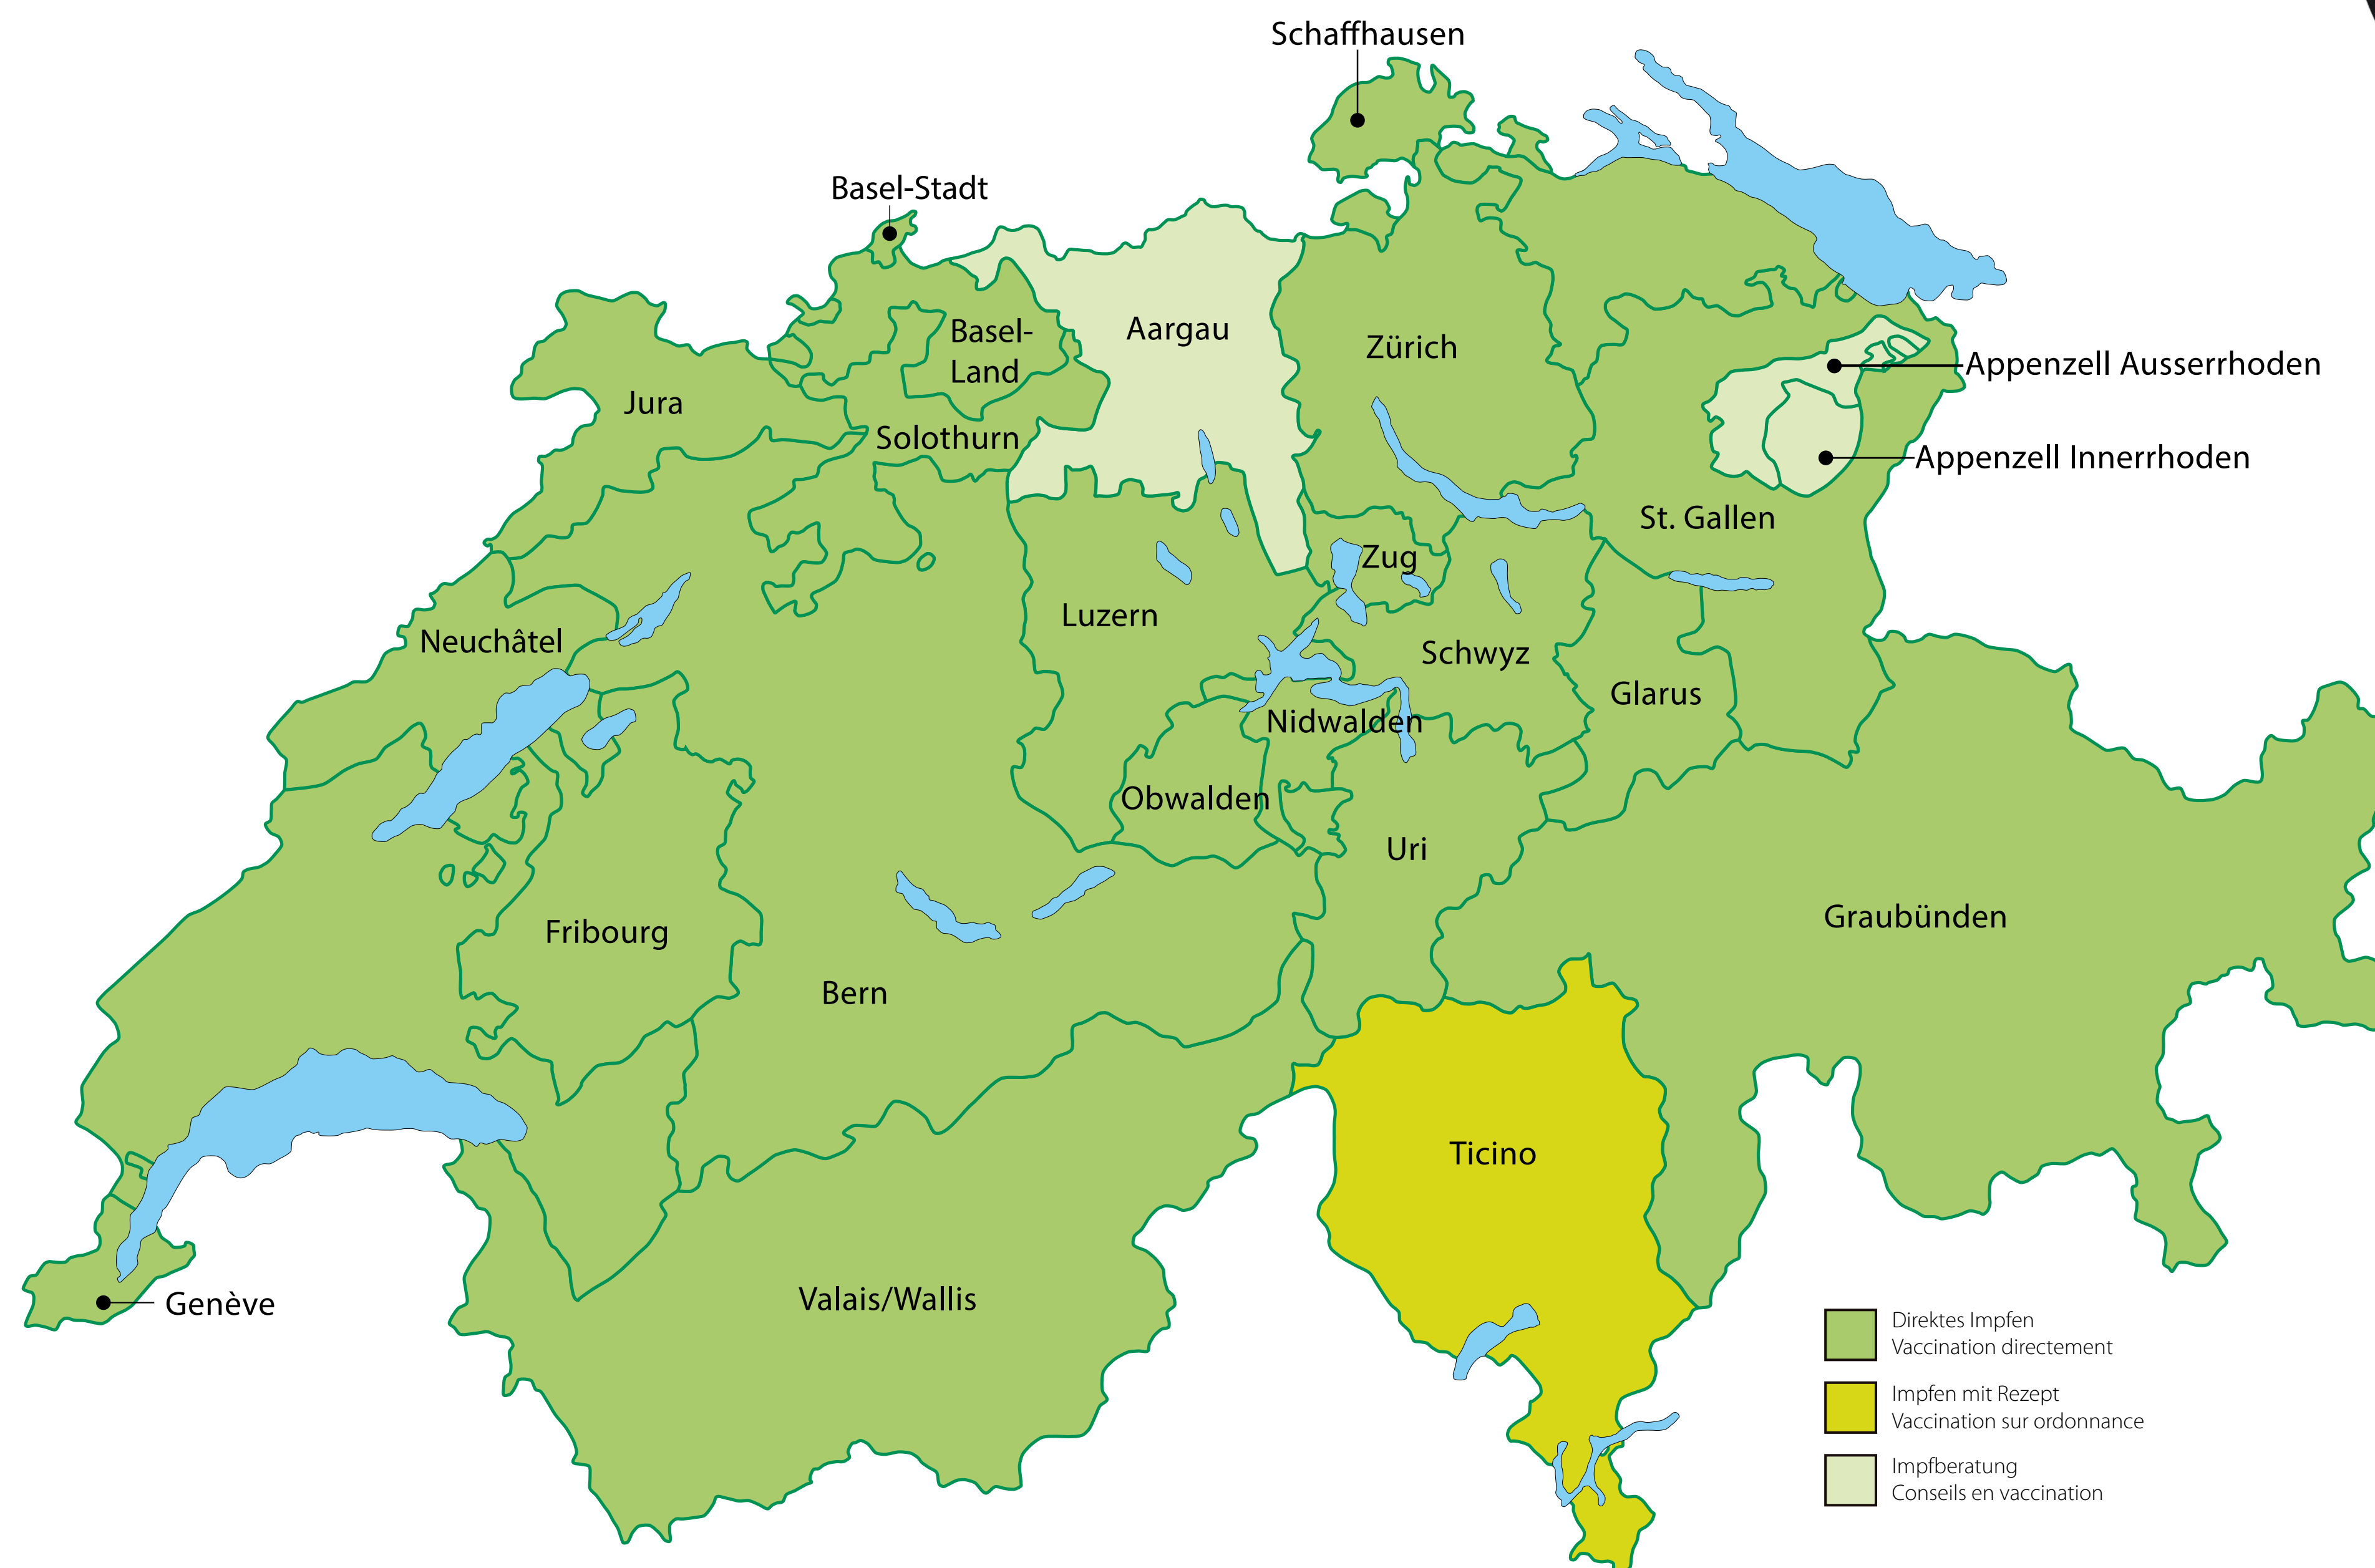 Schaffhausen
Basel-Stadt
Basel-
Land
Aargau
Zürich
Appenzell Ausserrhoden
Jura
Solothurn
Appenzell Innerrhoden
St. Gallen
Zug
Luzern
Neuchâtel
Schwyz
Glarus
Nidwalden
Obwalden
Uri
Graubünden
Fribourg
Bern
Ticino
Valais/Wallis
Genève
Direktes Impfen
Vaccination directement
Impfen mit Rezept
Vaccination sur ordonnance
Impfberatung
Conseils en vaccination